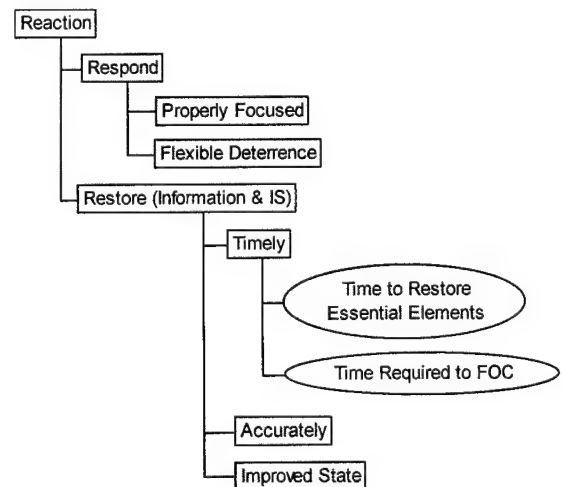 Reaction
Respond
Properly Focused
Flexible Deterrence
Restore (Information & IS)
Timely
Time to Restore
Essential Elements
Time Required to FOC
Accurately
Improved State